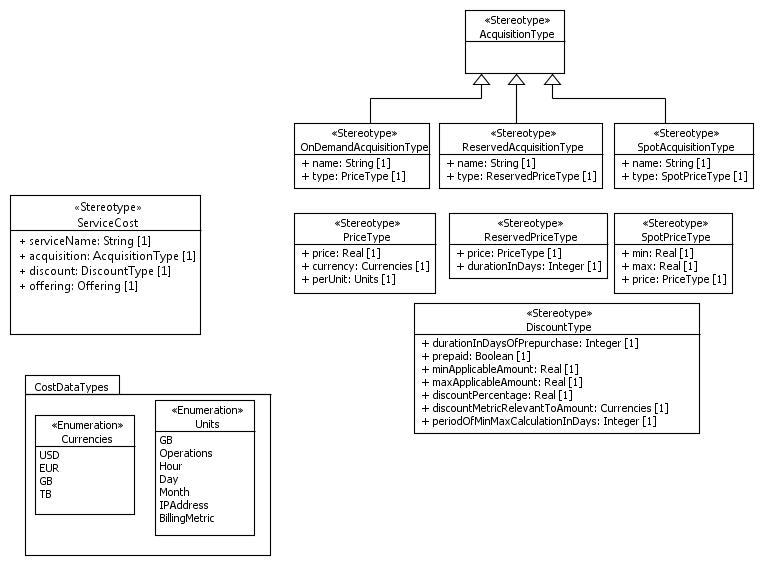 «Stereotype»
AcquisitionType
«Stereotype»
OnDemandAcquisitionType
+ name: String [1]
+ type: PriceType [1]
«Stereotype»
ReservedAcquisitionType
+ name: String [1]
+ type: ReservedPriceType [1]
«Stereotype»
SpotAcquisitionType
+ name: String [1]
+ type: SpotPriceType [1]
«Stereotype»
ServiceCost
+ serviceName: String [1]
+ acquisition: AcquisitionType [1]
+ discount: DiscountType [1]
+ offering: Offering [1]
«Stereotype»
PriceType
+ price: Real [1]
+ currency: Currencies [1]
+ perUnit: Units [1]
«Stereotype»
ReservedPriceType
+ price: PriceType [1]
+ durationInDays: Integer [1]
«Stereotype»
SpotPriceType
+ min: Real [1]
+ max: Real [1]
+ price: PriceType [1]
«Stereotype»
DiscountType
+ durationInDaysOfPrepurchase: Integer [1]
+ prepaid: Boolean [1]
+ minApplicableAmount: Real [1]
+ maxApplicableAmount: Real [1]
+ discountPercentage: Real [1]
+ discountMetricRelevantToAmount: Currencies [1]
+ periodOfMinMaxCalculationInDays: Integer [1]
CostDataTypes
«Enumeration»
Currencies
USD
EUR
GB
TB
«Enumeration»
Units
GB
Operations
Hour
Day
Month
IPAddress
BillingMetric